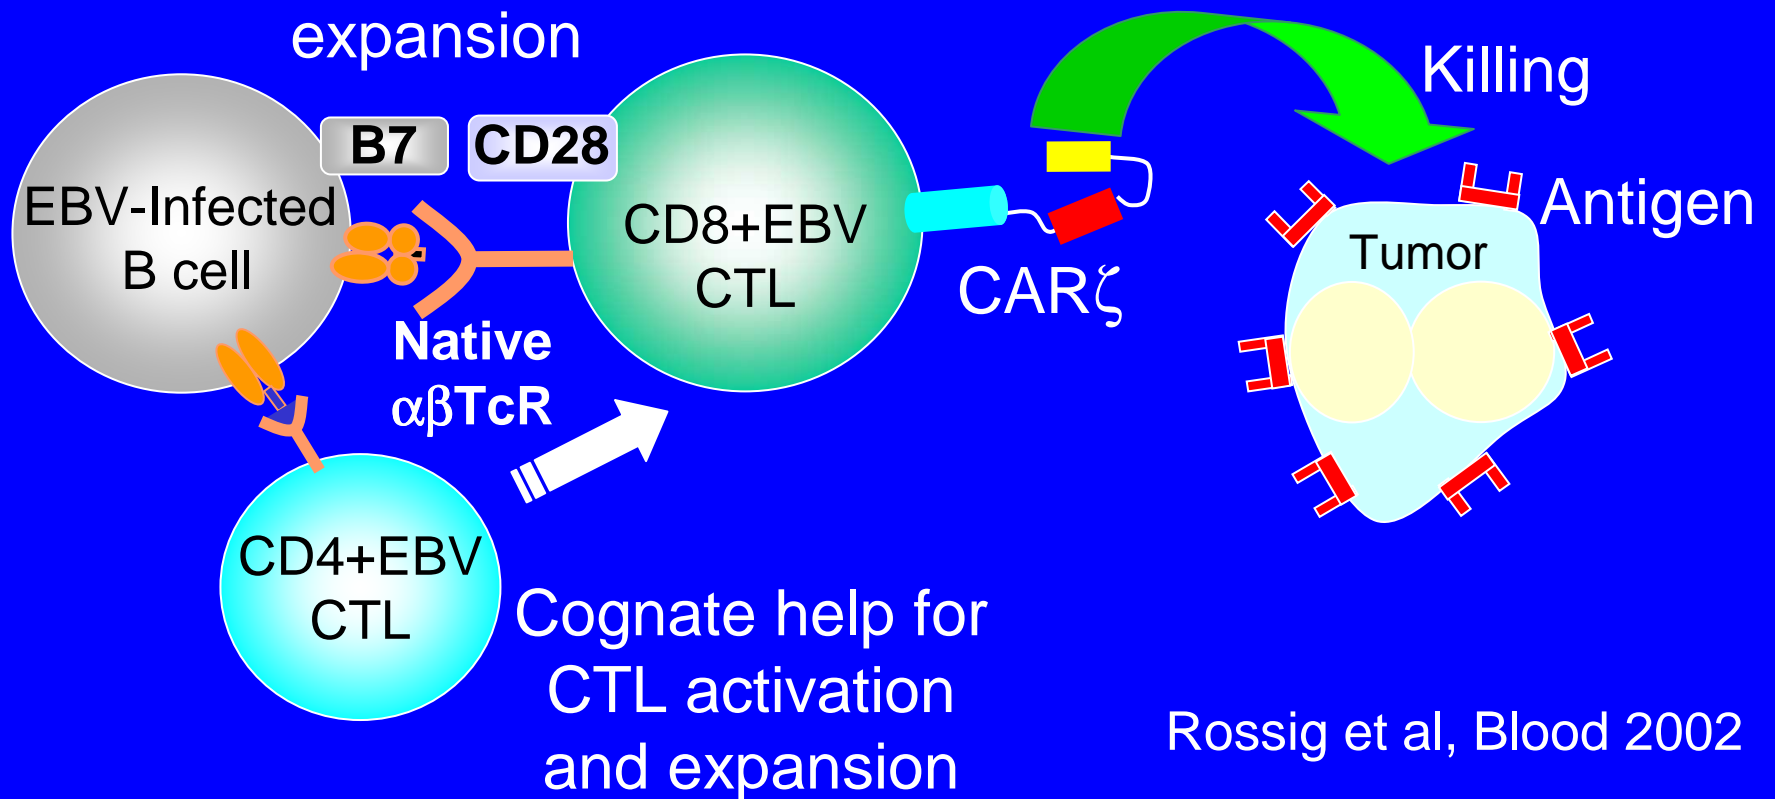 expansion
Killing
B7
CD28
EBV-Infected
B cell
CD8+EBV
CTL
Antigen
Tumor
CARζ
Native
αβTcR
CD4+EBV
CTL
Cognate help for
CTL activation
and expansion
Rossig et al, Blood 2002